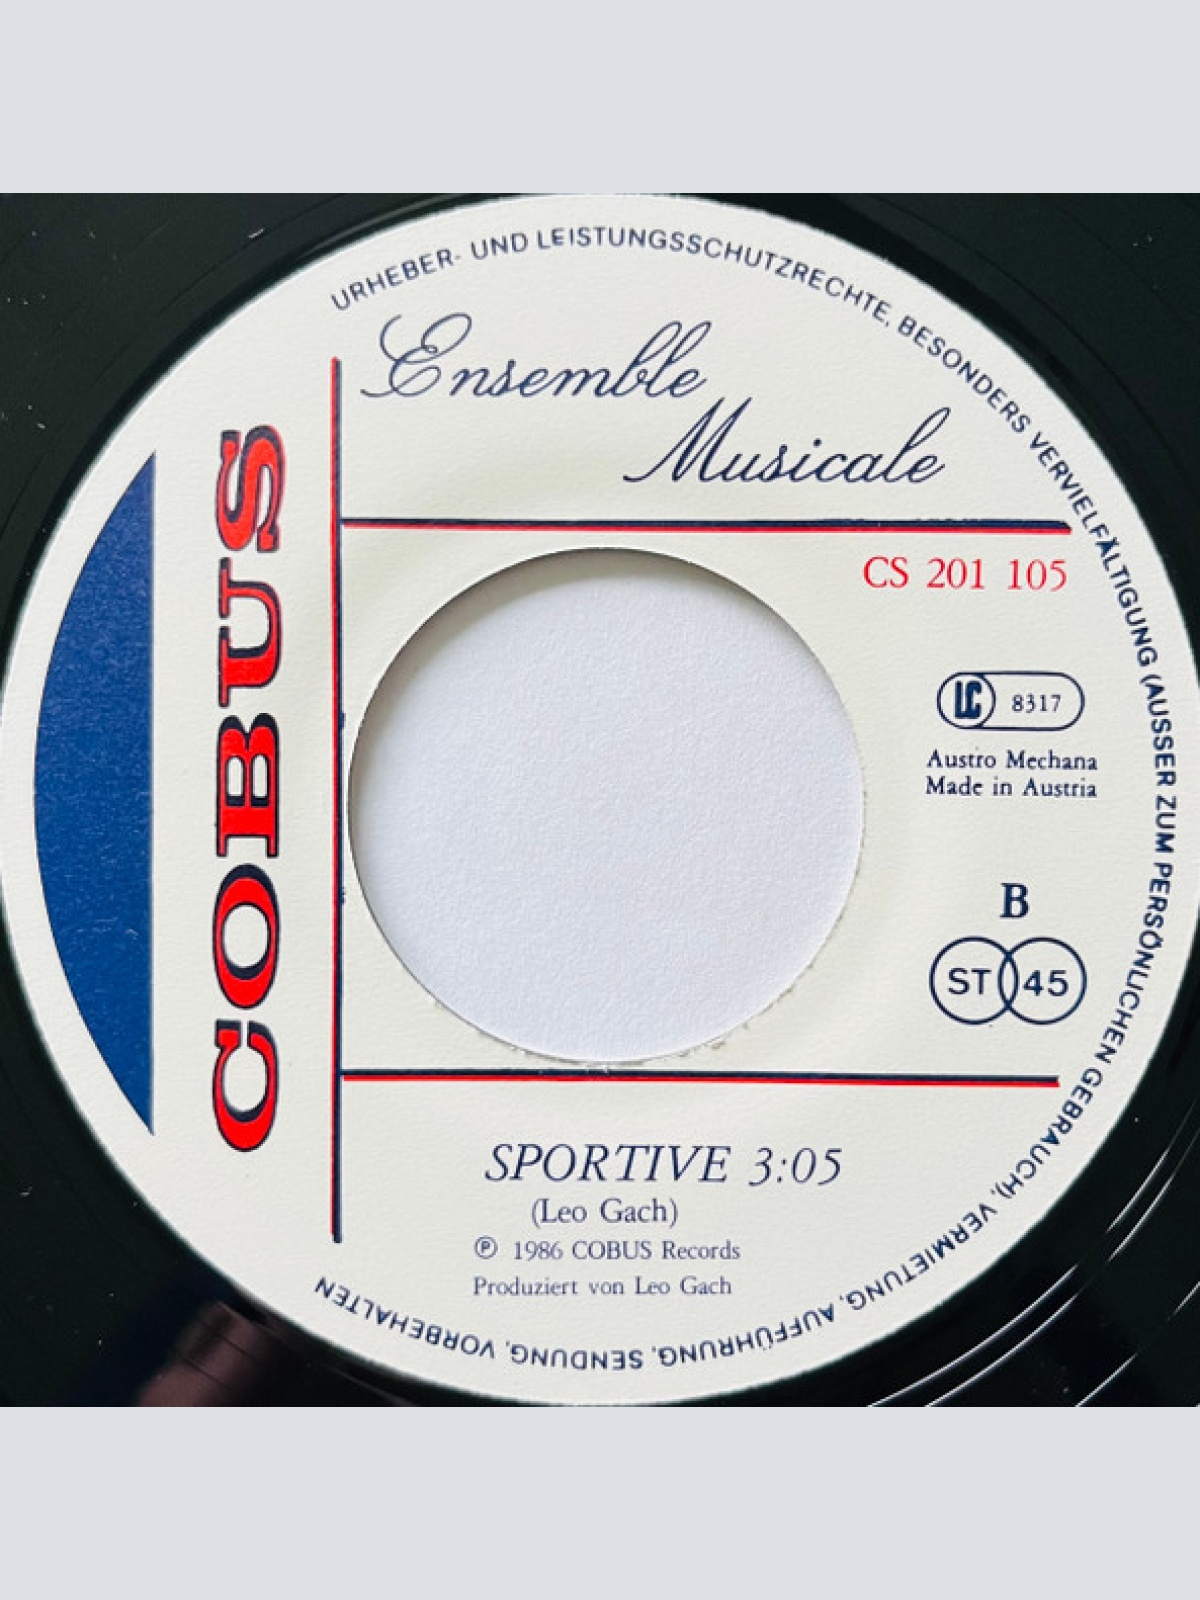 URHEBER- UND LEISTUNGSSCHUTZRECHTE, BESONDERS VERVIELFÄLTIGUNG (AUSSER ZUM PERSÖNLICHEN GEBRAUCH), VERMIETUNG, AUFFÜHRUNG, SENDUNG, VORBEHALTEN
Ensemble
Musicale
COBUS
CS 201 105
LC 8317
Austro Mechana
Made in Austria
B
ST 45
SPORTIVE 3:05
(Leo Gach)
℗ 1986 COBUS Records
Produziert von Leo Gach